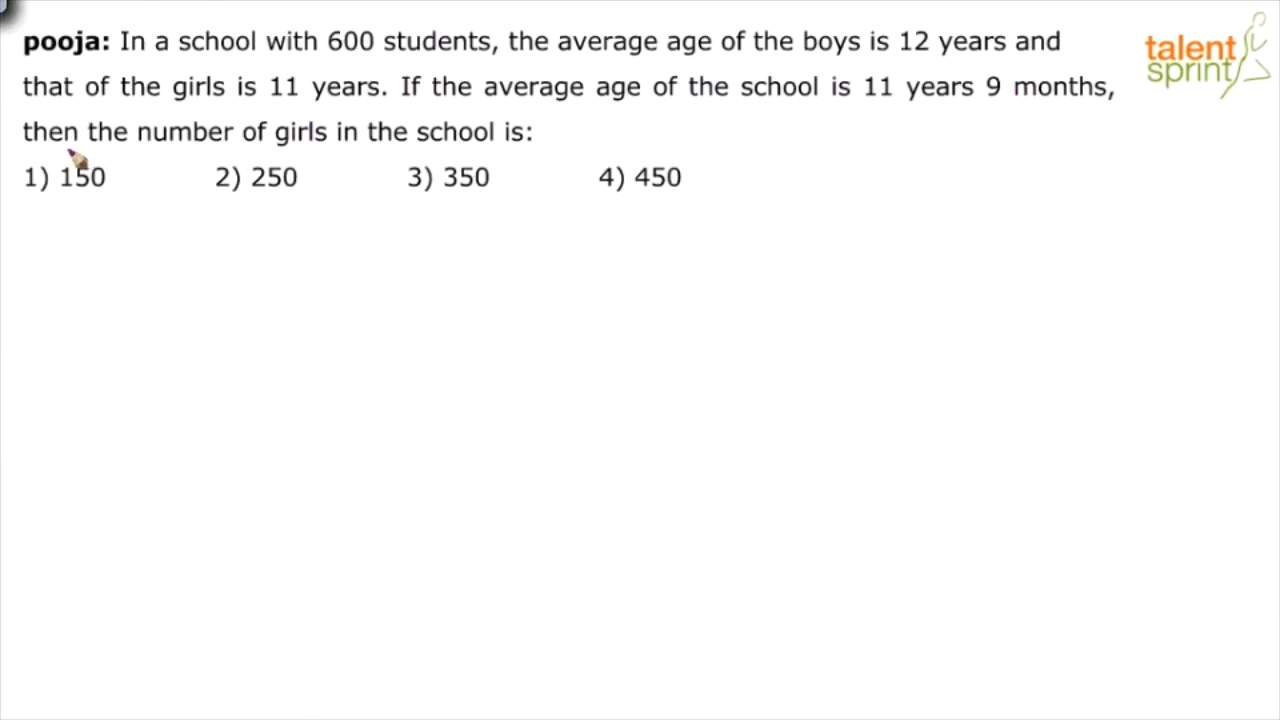 pooja: In a school with 600 students, the average age of the boys is 12 years and
that of the girls is 11 years. If the average age of the school is 11 years 9 months,
then the number of girls in the school is:
1) 150 2) 250 3) 350 4) 450
talent
sprint